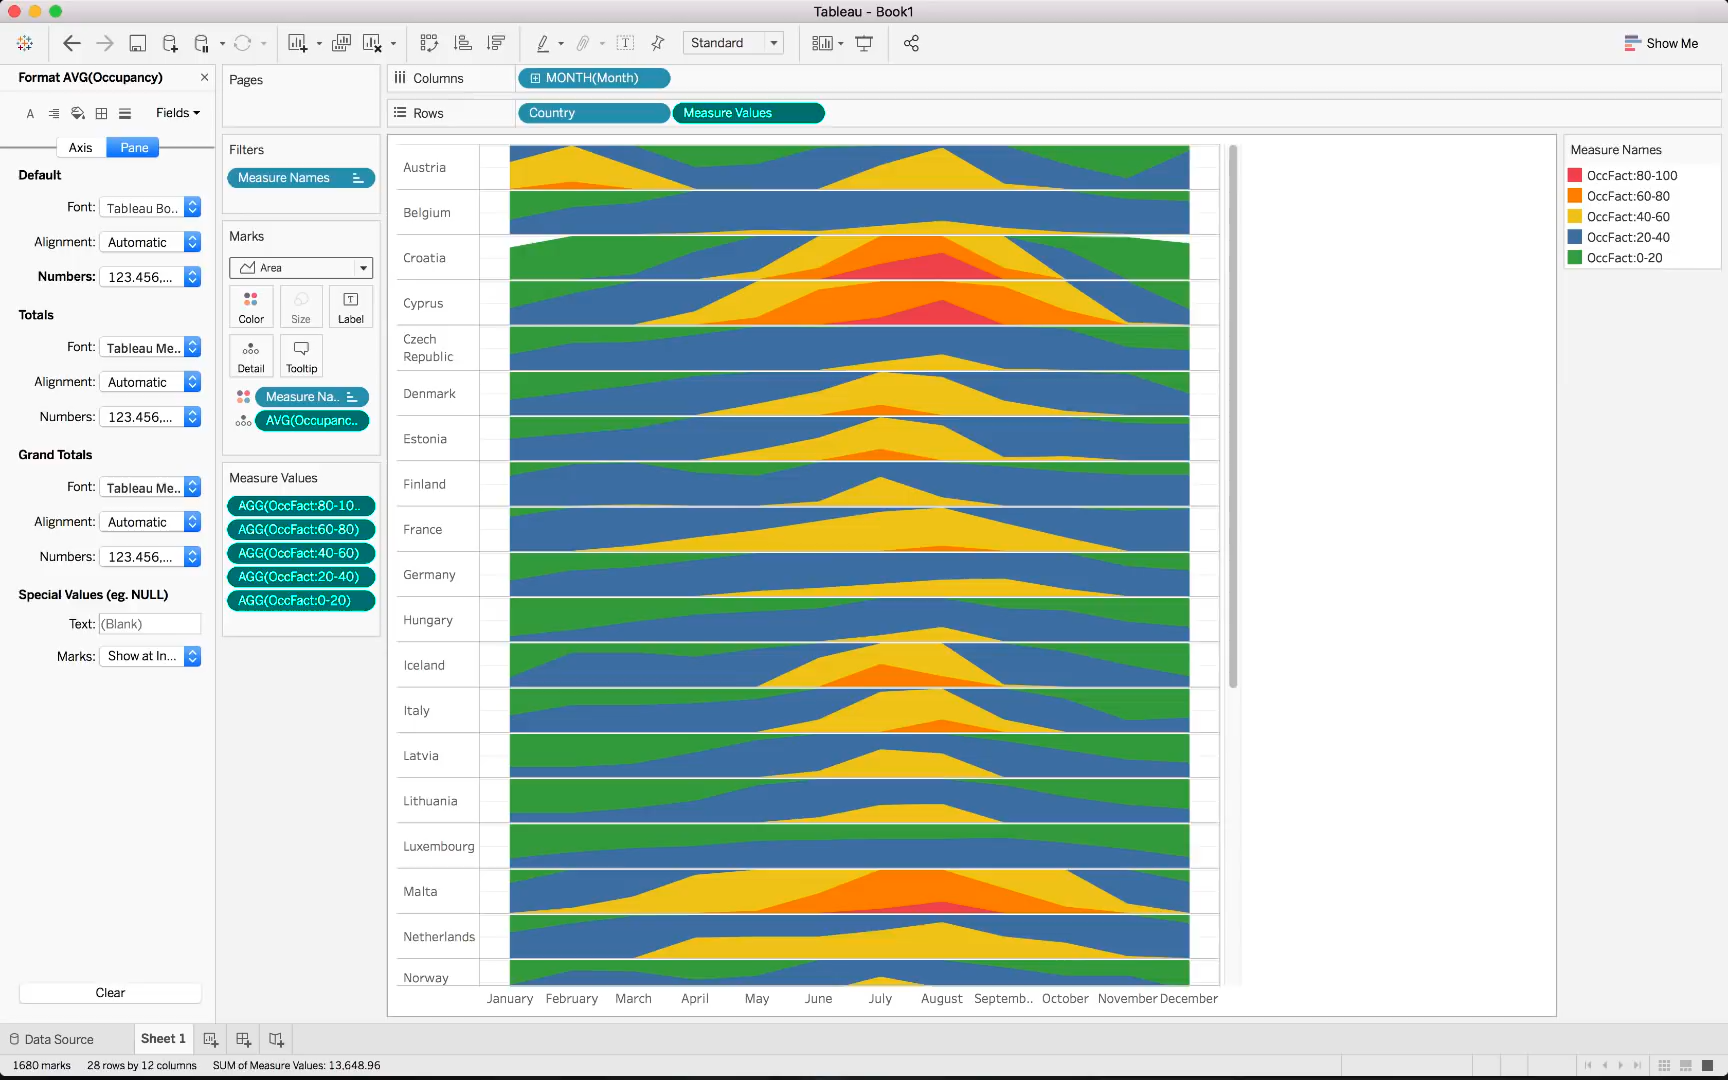 Tableau - Book1
Standard
Show Me
Format AVG(Occupancy)
Fields
Axis
Pane
Default
Font: Tableau Bo..
Alignment: Automatic
Numbers: 123.456,...
Totals
Font: Tableau Me..
Alignment: Automatic
Numbers: 123.456,...
Grand Totals
Font: Tableau Me..
Alignment: Automatic
Numbers: 123.456,...
Special Values (eg. NULL)
Text: (Blank)
Marks: Show at In...
Clear
Pages
Filters
Measure Names
Marks
Area
Color
Size
Label
Detail
Tooltip
Measure Na..
AVG(Occupanc..
Measure Values
AGG(OccFact:80-10..
AGG(OccFact:60-80)
AGG(OccFact:40-60)
AGG(OccFact:20-40)
AGG(OccFact:0-20)
Columns
MONTH(Month)
Rows
Country
Measure Values
Austria
Belgium
Croatia
Cyprus
Czech
Republic
Denmark
Estonia
Finland
France
Germany
Hungary
Iceland
Italy
Latvia
Lithuania
Luxembourg
Malta
Netherlands
Norway
January February March April May June July August Septemb.. October November December
Measure Names
OccFact:80-100
OccFact:60-80
OccFact:40-60
OccFact:20-40
OccFact:0-20
Data Source
Sheet 1
1680 marks 28 rows by 12 columns SUM of Measure Values: 13,648.96